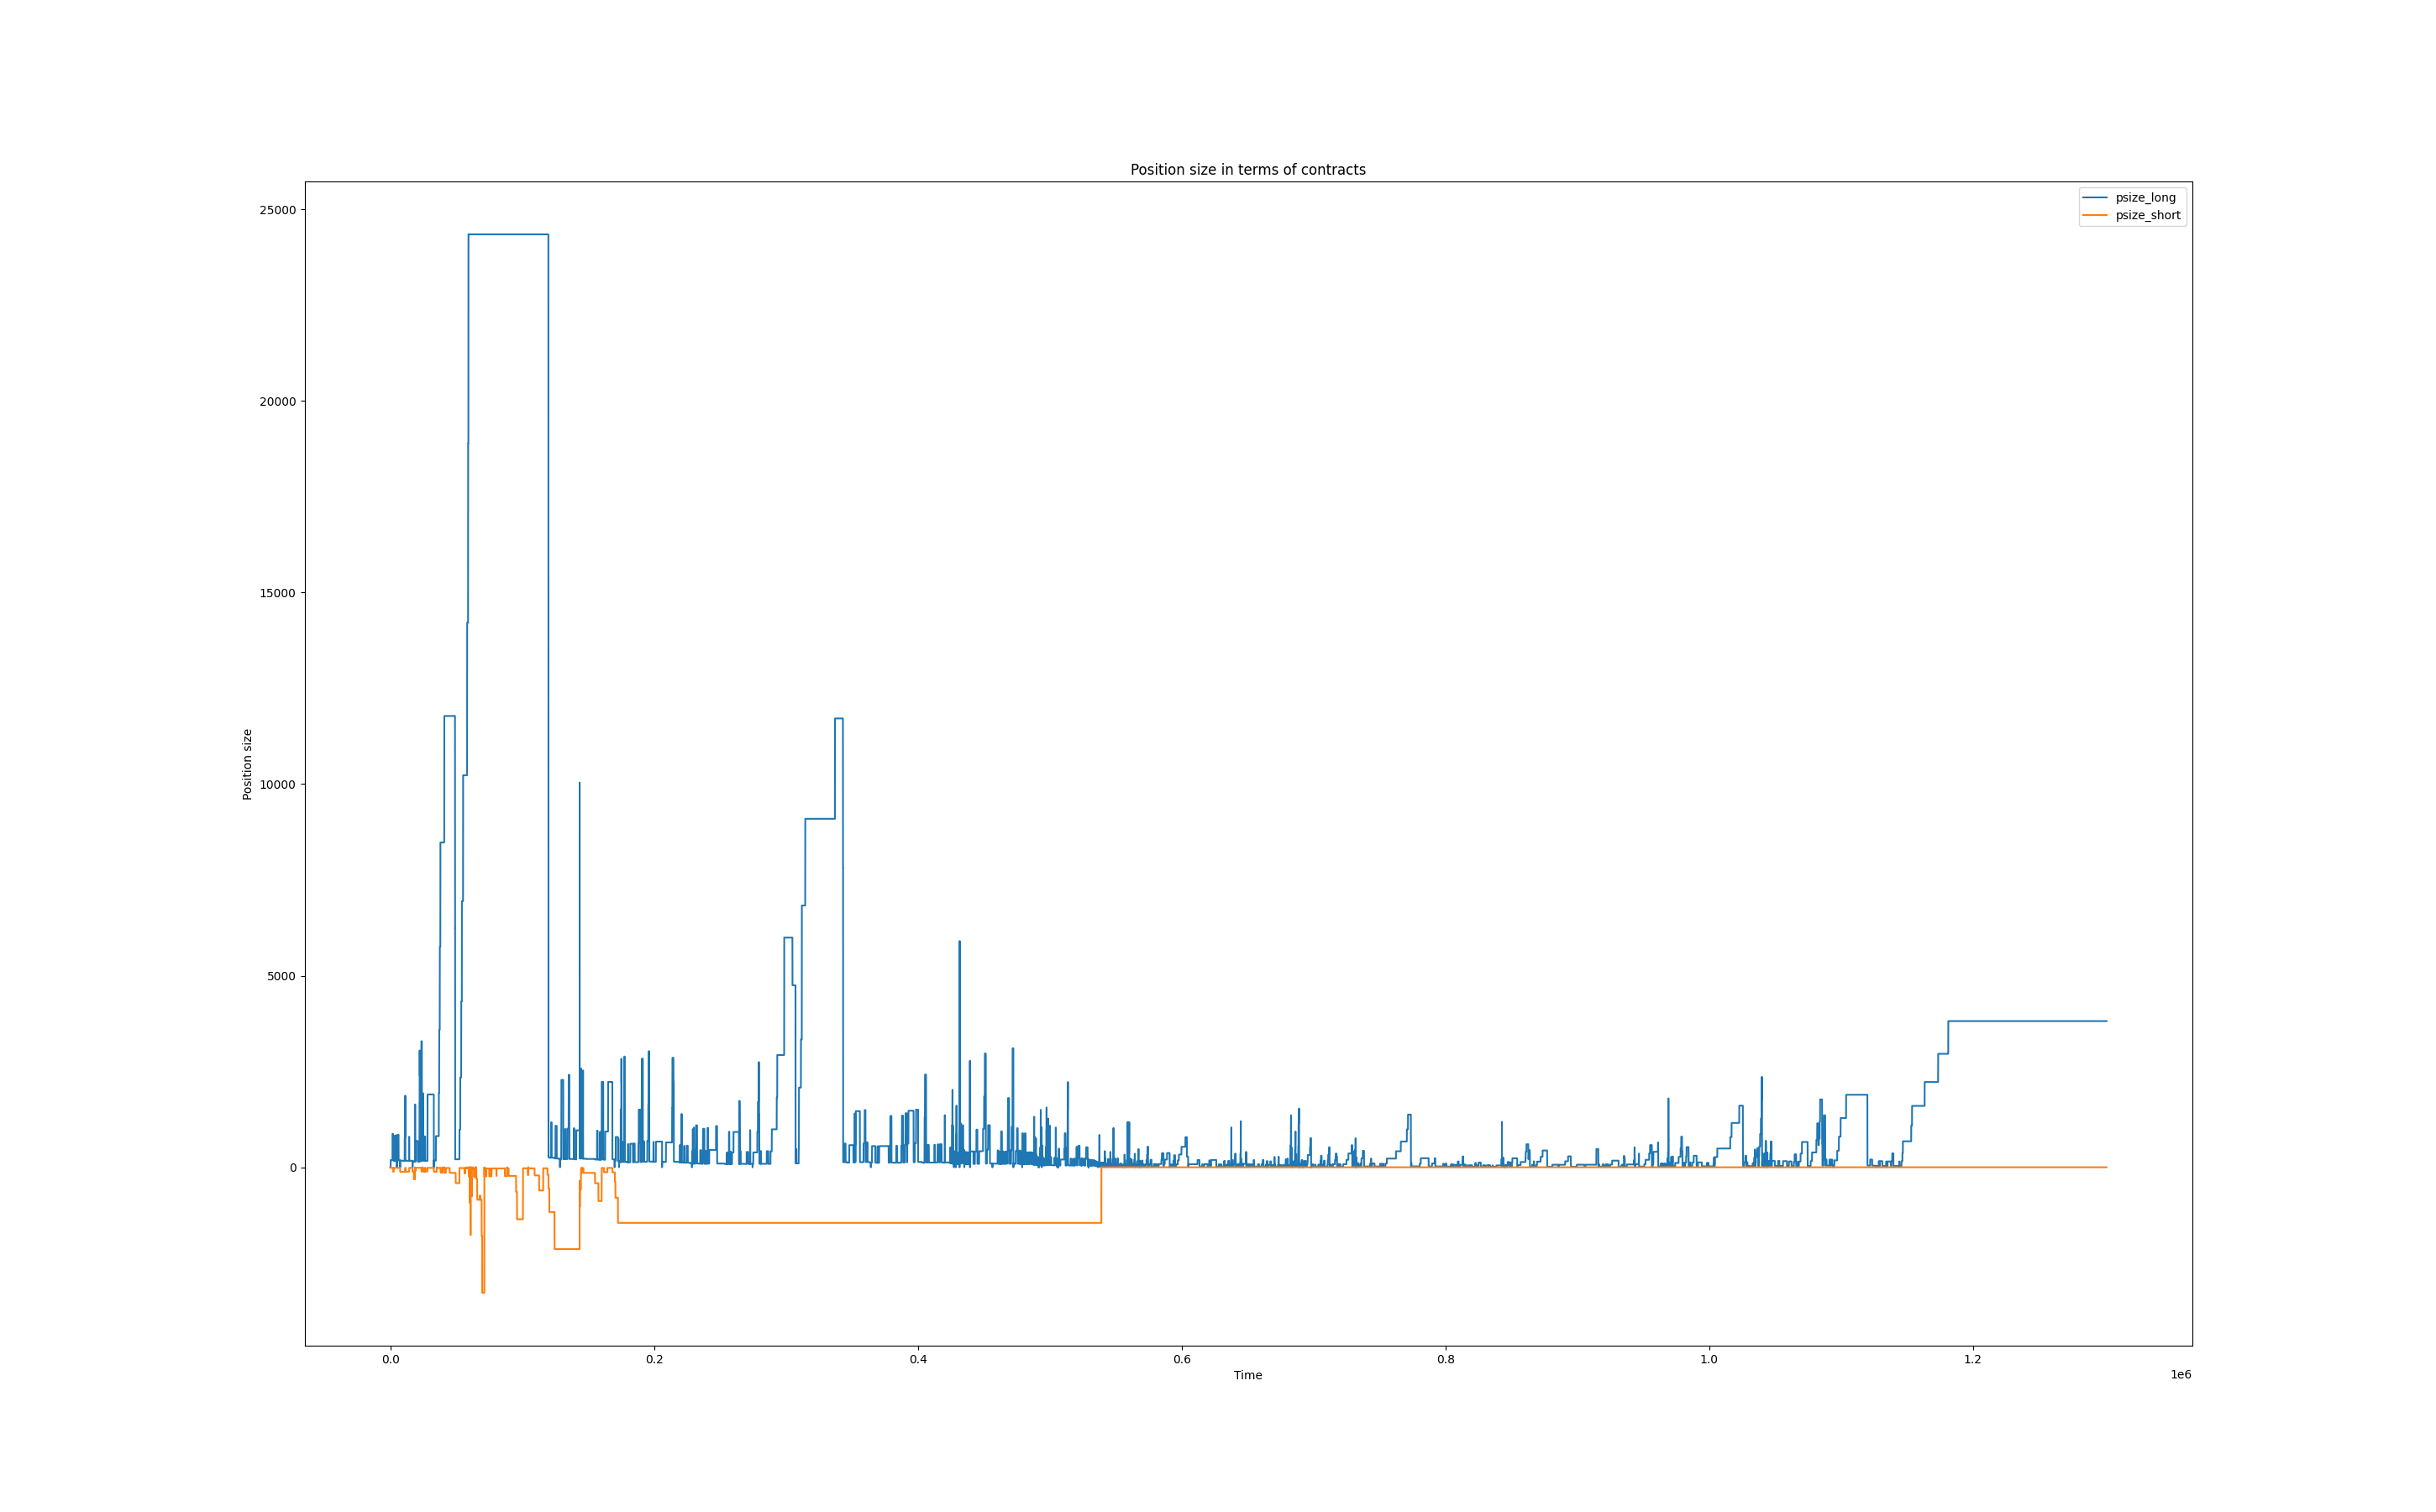 Position size in terms of contracts
psize_long
psize_short
25000
20000
15000
10000
5000
0
Position size
0.0 0.2 0.4 0.6 0.8 1.0 1.2
Time
1e6